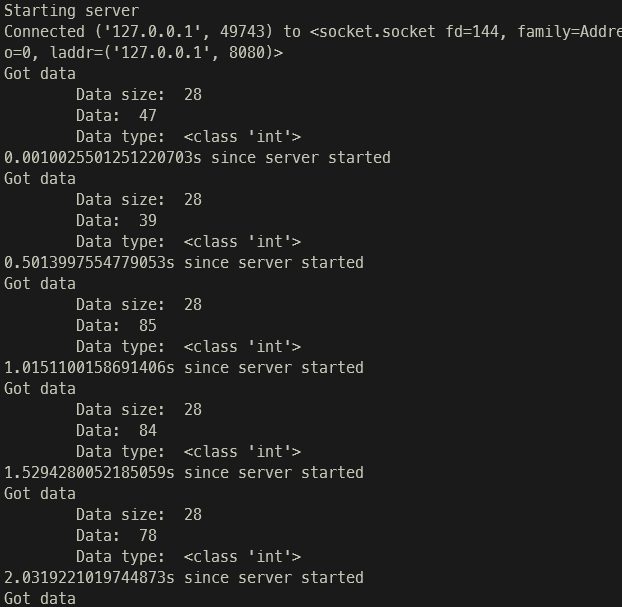 Starting server
Connected ('127.0.0.1', 49743) to <socket.socket fd=144, family=Addre
o=0, laddr=('127.0.0.1', 8080)>
Got data
Data size:  28
Data:  47
Data type:  <class 'int'>
0.0010025501251220703s since server started
Got data
Data size:  28
Data:  39
Data type:  <class 'int'>
0.5013997554779053s since server started
Got data
Data size:  28
Data:  85
Data type:  <class 'int'>
1.0151100158691406s since server started
Got data
Data size:  28
Data:  84
Data type:  <class 'int'>
1.5294280052185059s since server started
Got data
Data size:  28
Data:  78
Data type:  <class 'int'>
2.0319221019744873s since server started
Got data